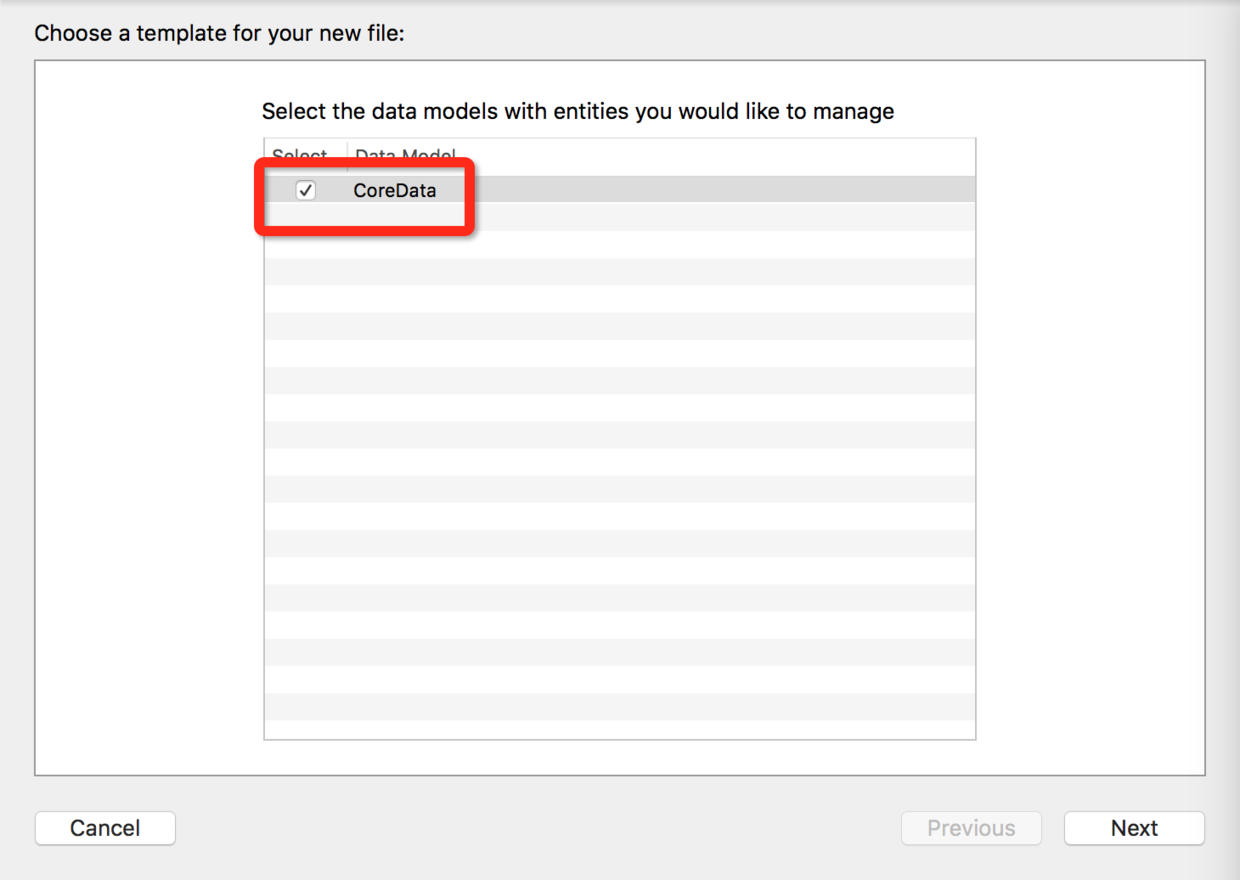 Choose a template for your new file:
Select the data models with entities you would like to manage
Select Data Model
CoreData
Cancel Previous Next